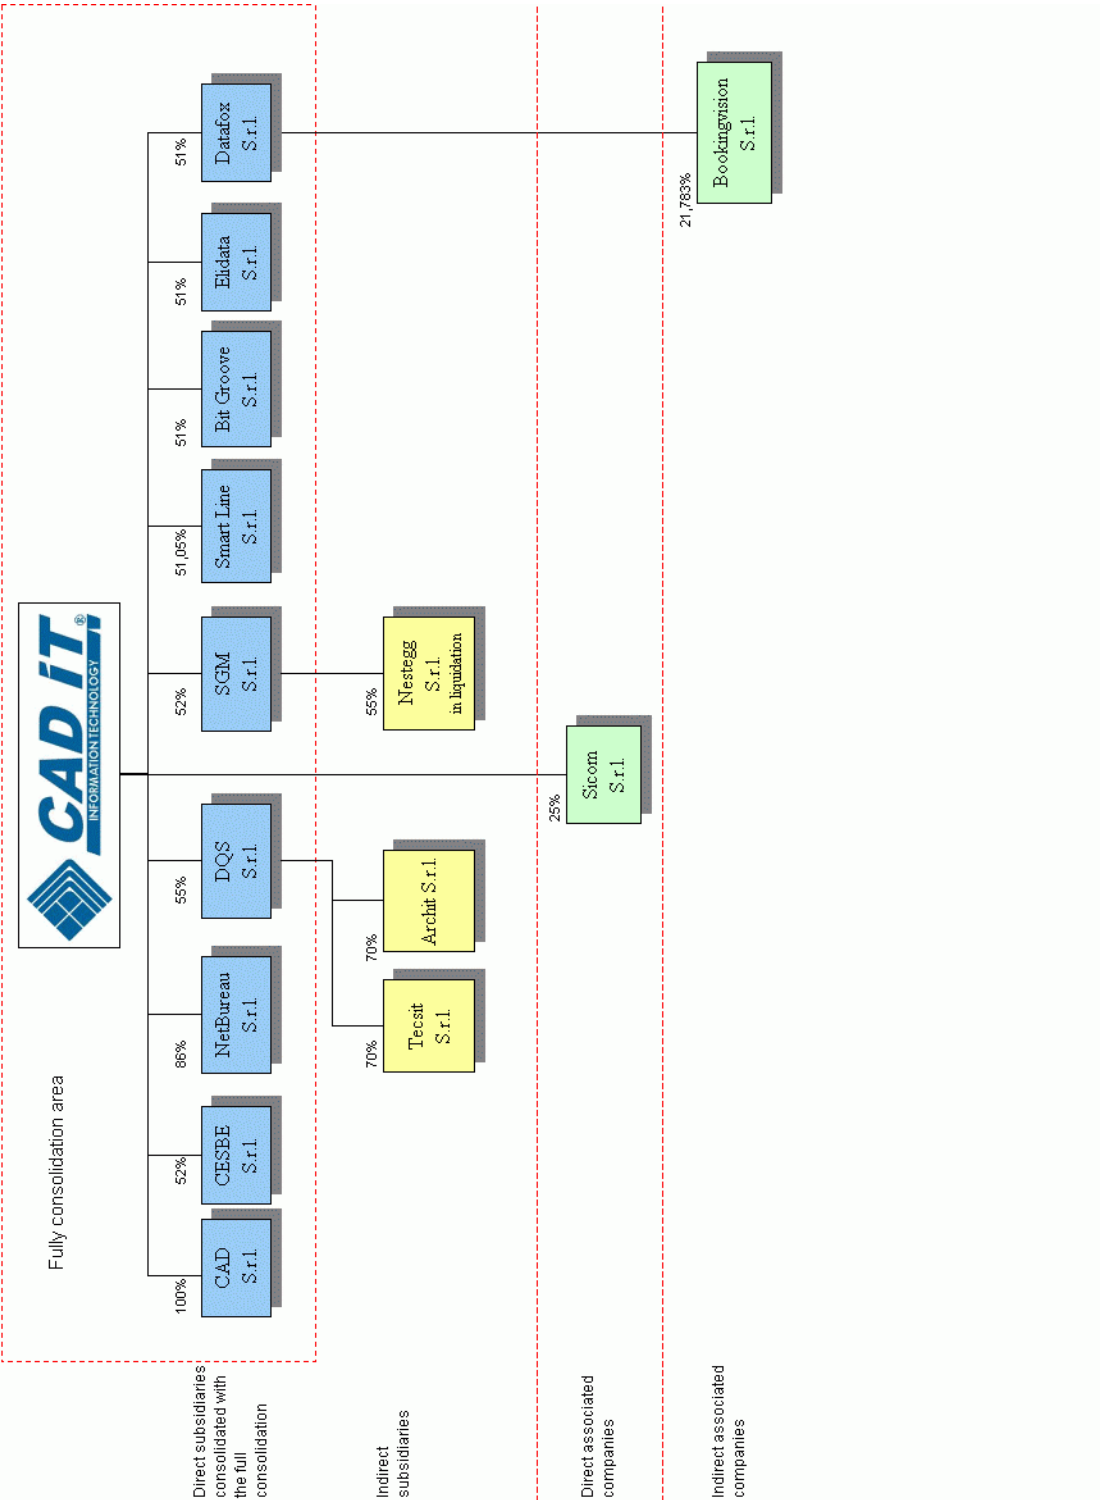 CAD iT®
INFORMATION TECHNOLOGY
Fully consolidation area
Direct subsidiaries
consolidated with
the full
consolidation
100%
CAD
S.r.l.
52%
CESBE
S.r.l.
86%
NetBureau
S.r.l.
55%
DQS
S.r.l.
52%
SGM
S.r.l.
51,05%
Smart Line
S.r.l.
51%
Bit Groove
S.r.l.
51%
Elidata
S.r.l.
51%
Datafox
S.r.l.
Indirect
subsidiaries
70%
Tecsit
S.r.l.
70%
Archit S.r.l.
55%
Nestegg
S.r.l.
in liquidation
Direct associated
companies
25%
Sicom
S.r.l.
Indirect associated
companies
21,783%
Bookingvision
S.r.l.